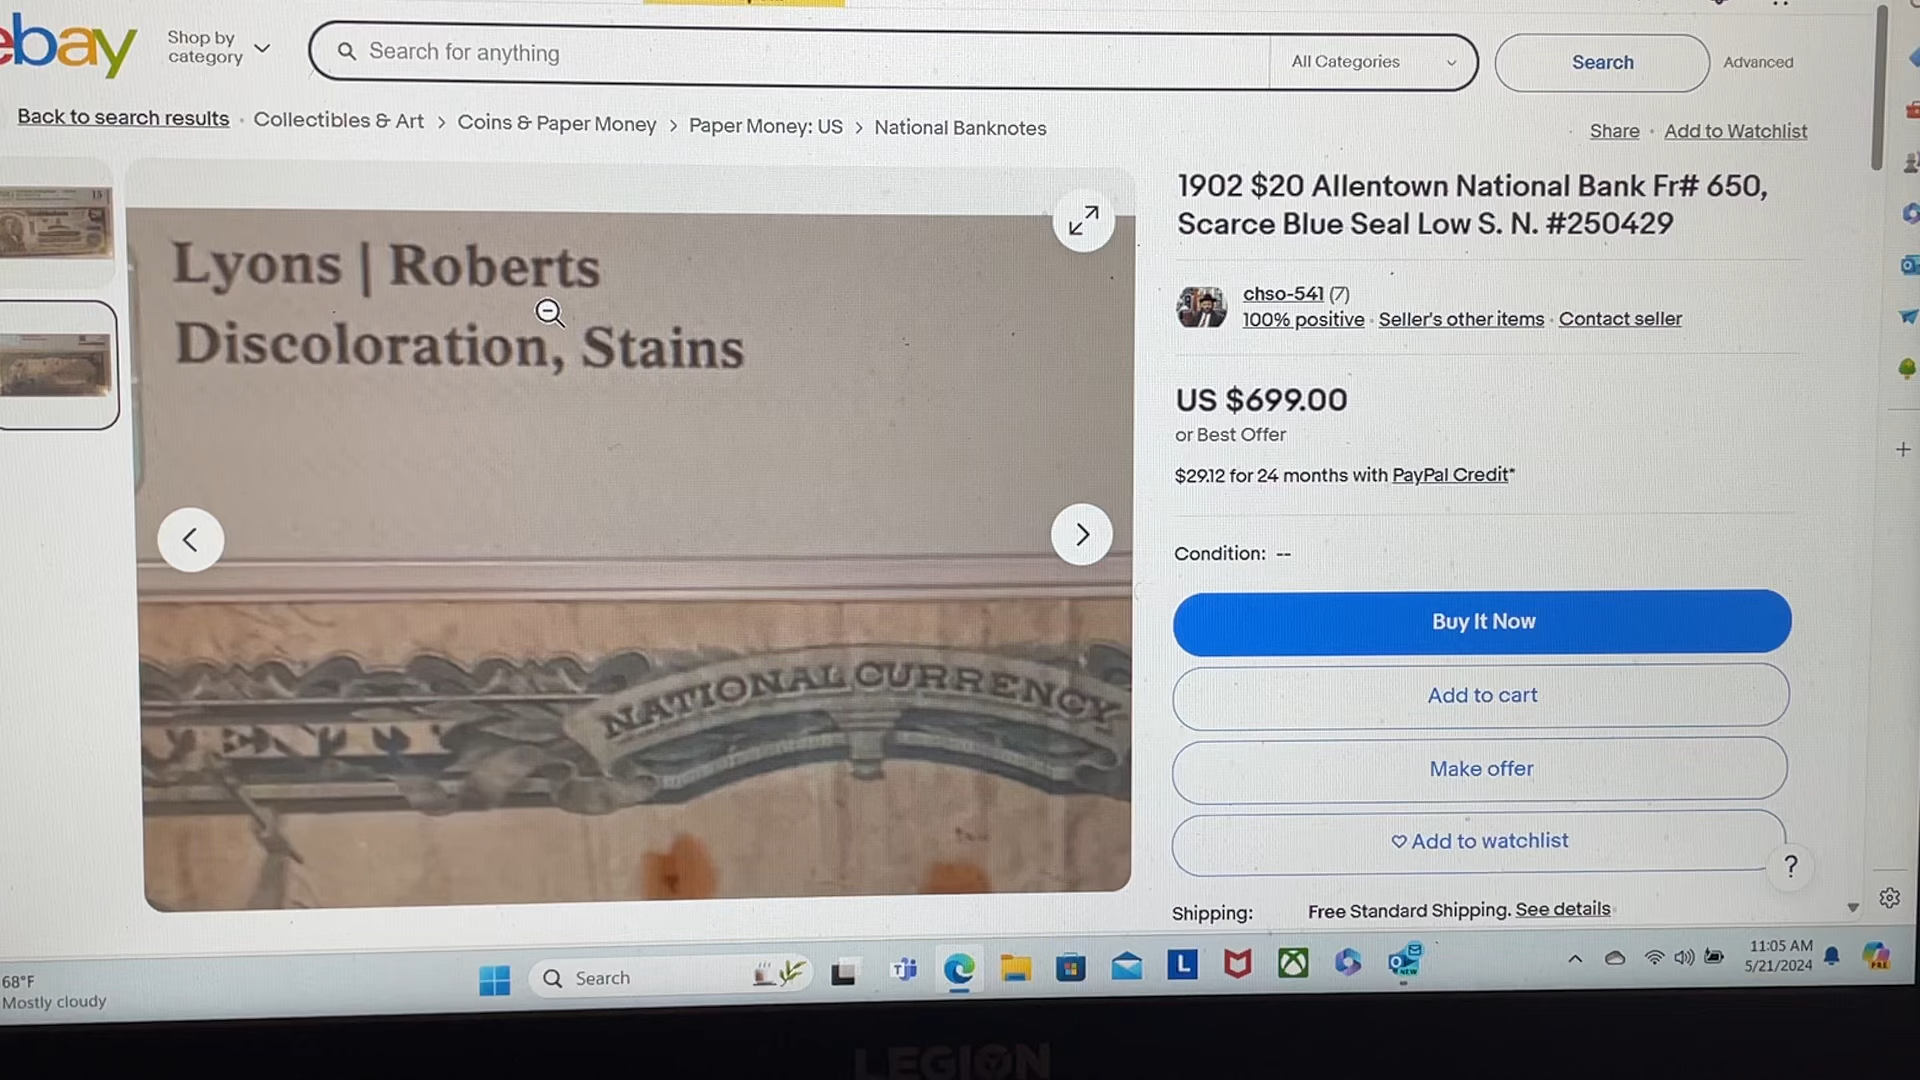 ebay
Shop by
category
Search for anything
All Categories
Search
Advanced
Back to search results
Collectibles & Art > Coins & Paper Money > Paper Money: US > National Banknotes
Share
Add to Watchlist
15
Lyons | Roberts
Discoloration, Stains
NATIONAL CURRENCY
1902 $20 Allentown National Bank Fr# 650,
Scarce Blue Seal Low S. N. #250429
chso-541 (7)
100% positive · Seller's other items · Contact seller
US $699.00
or Best Offer
$29.12 for 24 months with PayPal Credit*
Condition: --
Buy It Now
Add to cart
Make offer
Add to watchlist
?
Shipping: Free Standard Shipping. See details
68°F
Mostly cloudy
Search
L
NEW
11:05 AM
5/21/2024
PRE
LEGION